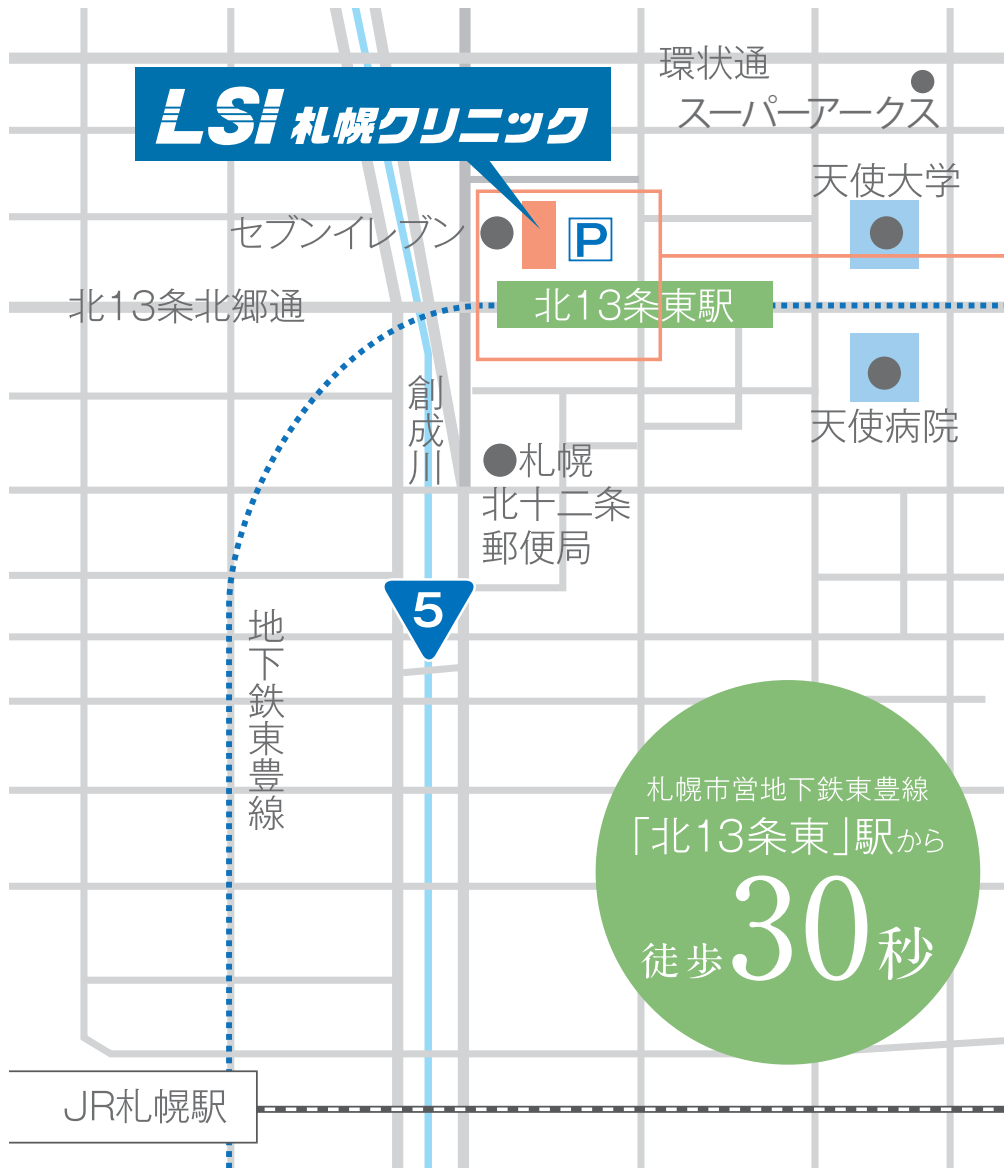 環状通
スーパーアークス
LSI 札幌クリニック
天使大学
セブンイレブン
P
北13条北郷通
北13条東駅
創成川
天使病院
札幌
北十二条
郵便局
5
地下鉄東豊線
札幌市営地下鉄東豊線
「北13条東」駅から
徒歩30秒
JR札幌駅